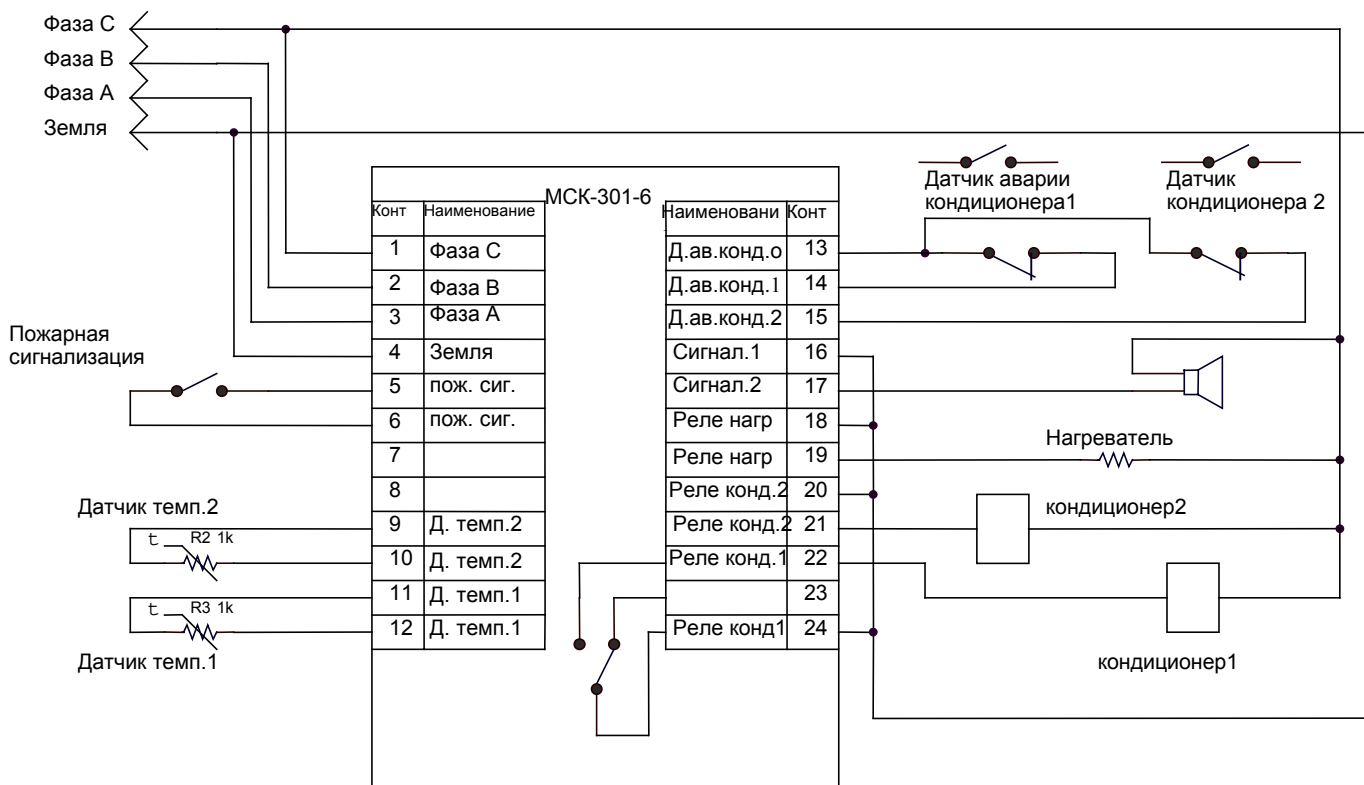 Фаза C
Фаза B
Фаза A
Земля
МСК-301-6
Датчик аварии
кондиционера1
Датчик
кондиционера 2
Конт Наименование
1 Фаза C
2 Фаза B
3 Фаза A
4 Земля
5 пож. сиг.
6 пож. сиг.
7
8
9 Д. темп.2
10 Д. темп.2
11 Д. темп.1
12 Д. темп.1
Наименовани Конт
Д.ав.конд.о 13
Д.ав.конд.1 14
Д.ав.конд.2 15
Сигнал.1 16
Сигнал.2 17
Реле нагр 18
Реле нагр 19
Реле конд.2 20
Реле конд.2 21
Реле конд.1 22
23
Реле конд1 24
Пожарная
сигнализация
Датчик темп.2
t R2 1k
t R3 1k
Датчик темп.1
Нагреватель
кондиционер2
кондиционер1